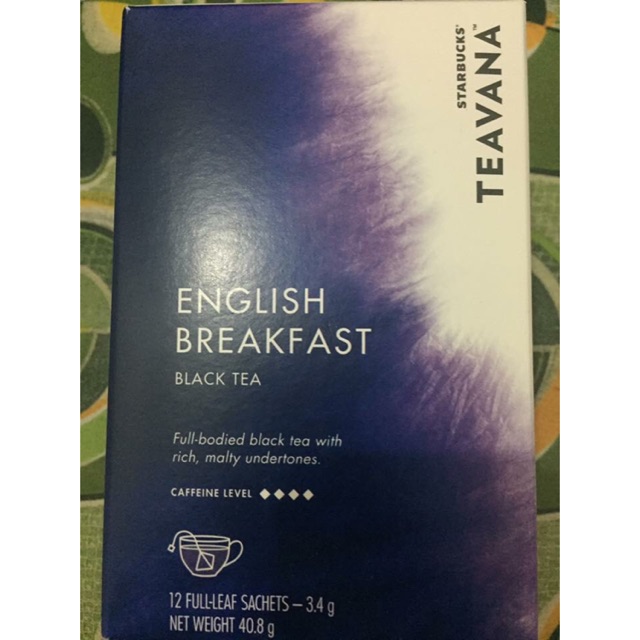 STARBUCKS®
TEAVANA™
ENGLISH
BREAKFAST
BLACK TEA
Full-bodied black tea with
rich, malty undertones.
CAFFEINE LEVEL ◆◆◆◆
12 FULL-LEAF SACHETS – 3.4 g
NET WEIGHT 40.8 g